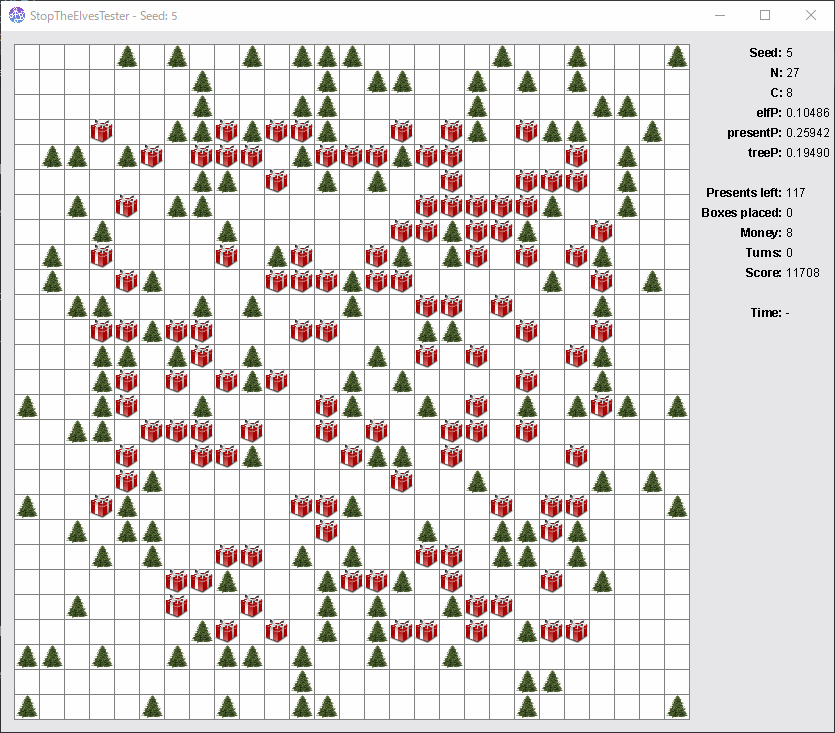 StopTheElvesTester - Seed: 5
Seed: 5
N: 27
C: 8
elfP: 0.10486
presentP: 0.25942
treeP: 0.19490
Presents left: 117
Boxes placed: 0
Money: 8
Turns: 0
Score: 11708
Time: -